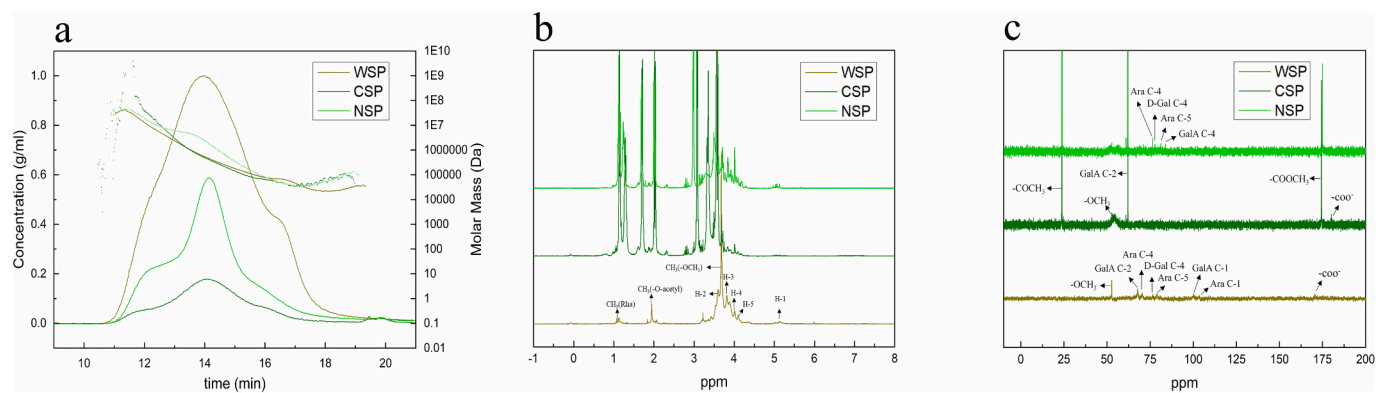 a
WSP
CSP
NSP
1.0
0.8
0.6
0.4
0.2
0.0
Concentration (g/ml)
1E10
1E9
1E8
1E7
1000000
100000
10000
1000
100
10
1
0.1
0.01
Molar Mass (Da)
10 12 14 16 18 20
time (min)
b
WSP
CSP
NSP
CH₃(Rha)
CH₃(-O-acetyl)
CH₃(-OCH₃)
H-2
H-3
H-4
H-5
H-1
-1 0 1 2 3 4 5 6 7 8
ppm
c
WSP
CSP
NSP
Ara C-4
D-Gal C-4
Ara C-5
GalA C-4
-COCH₃
GalA C-2
-OCH₃
-COOCH₃
-coo⁻
Ara C-4
GalA C-2
D-Gal C-4
Ara C-5
GalA C-1
Ara C-1
-OCH₃
-coo⁻
0 25 50 75 100 125 150 175 200
ppm